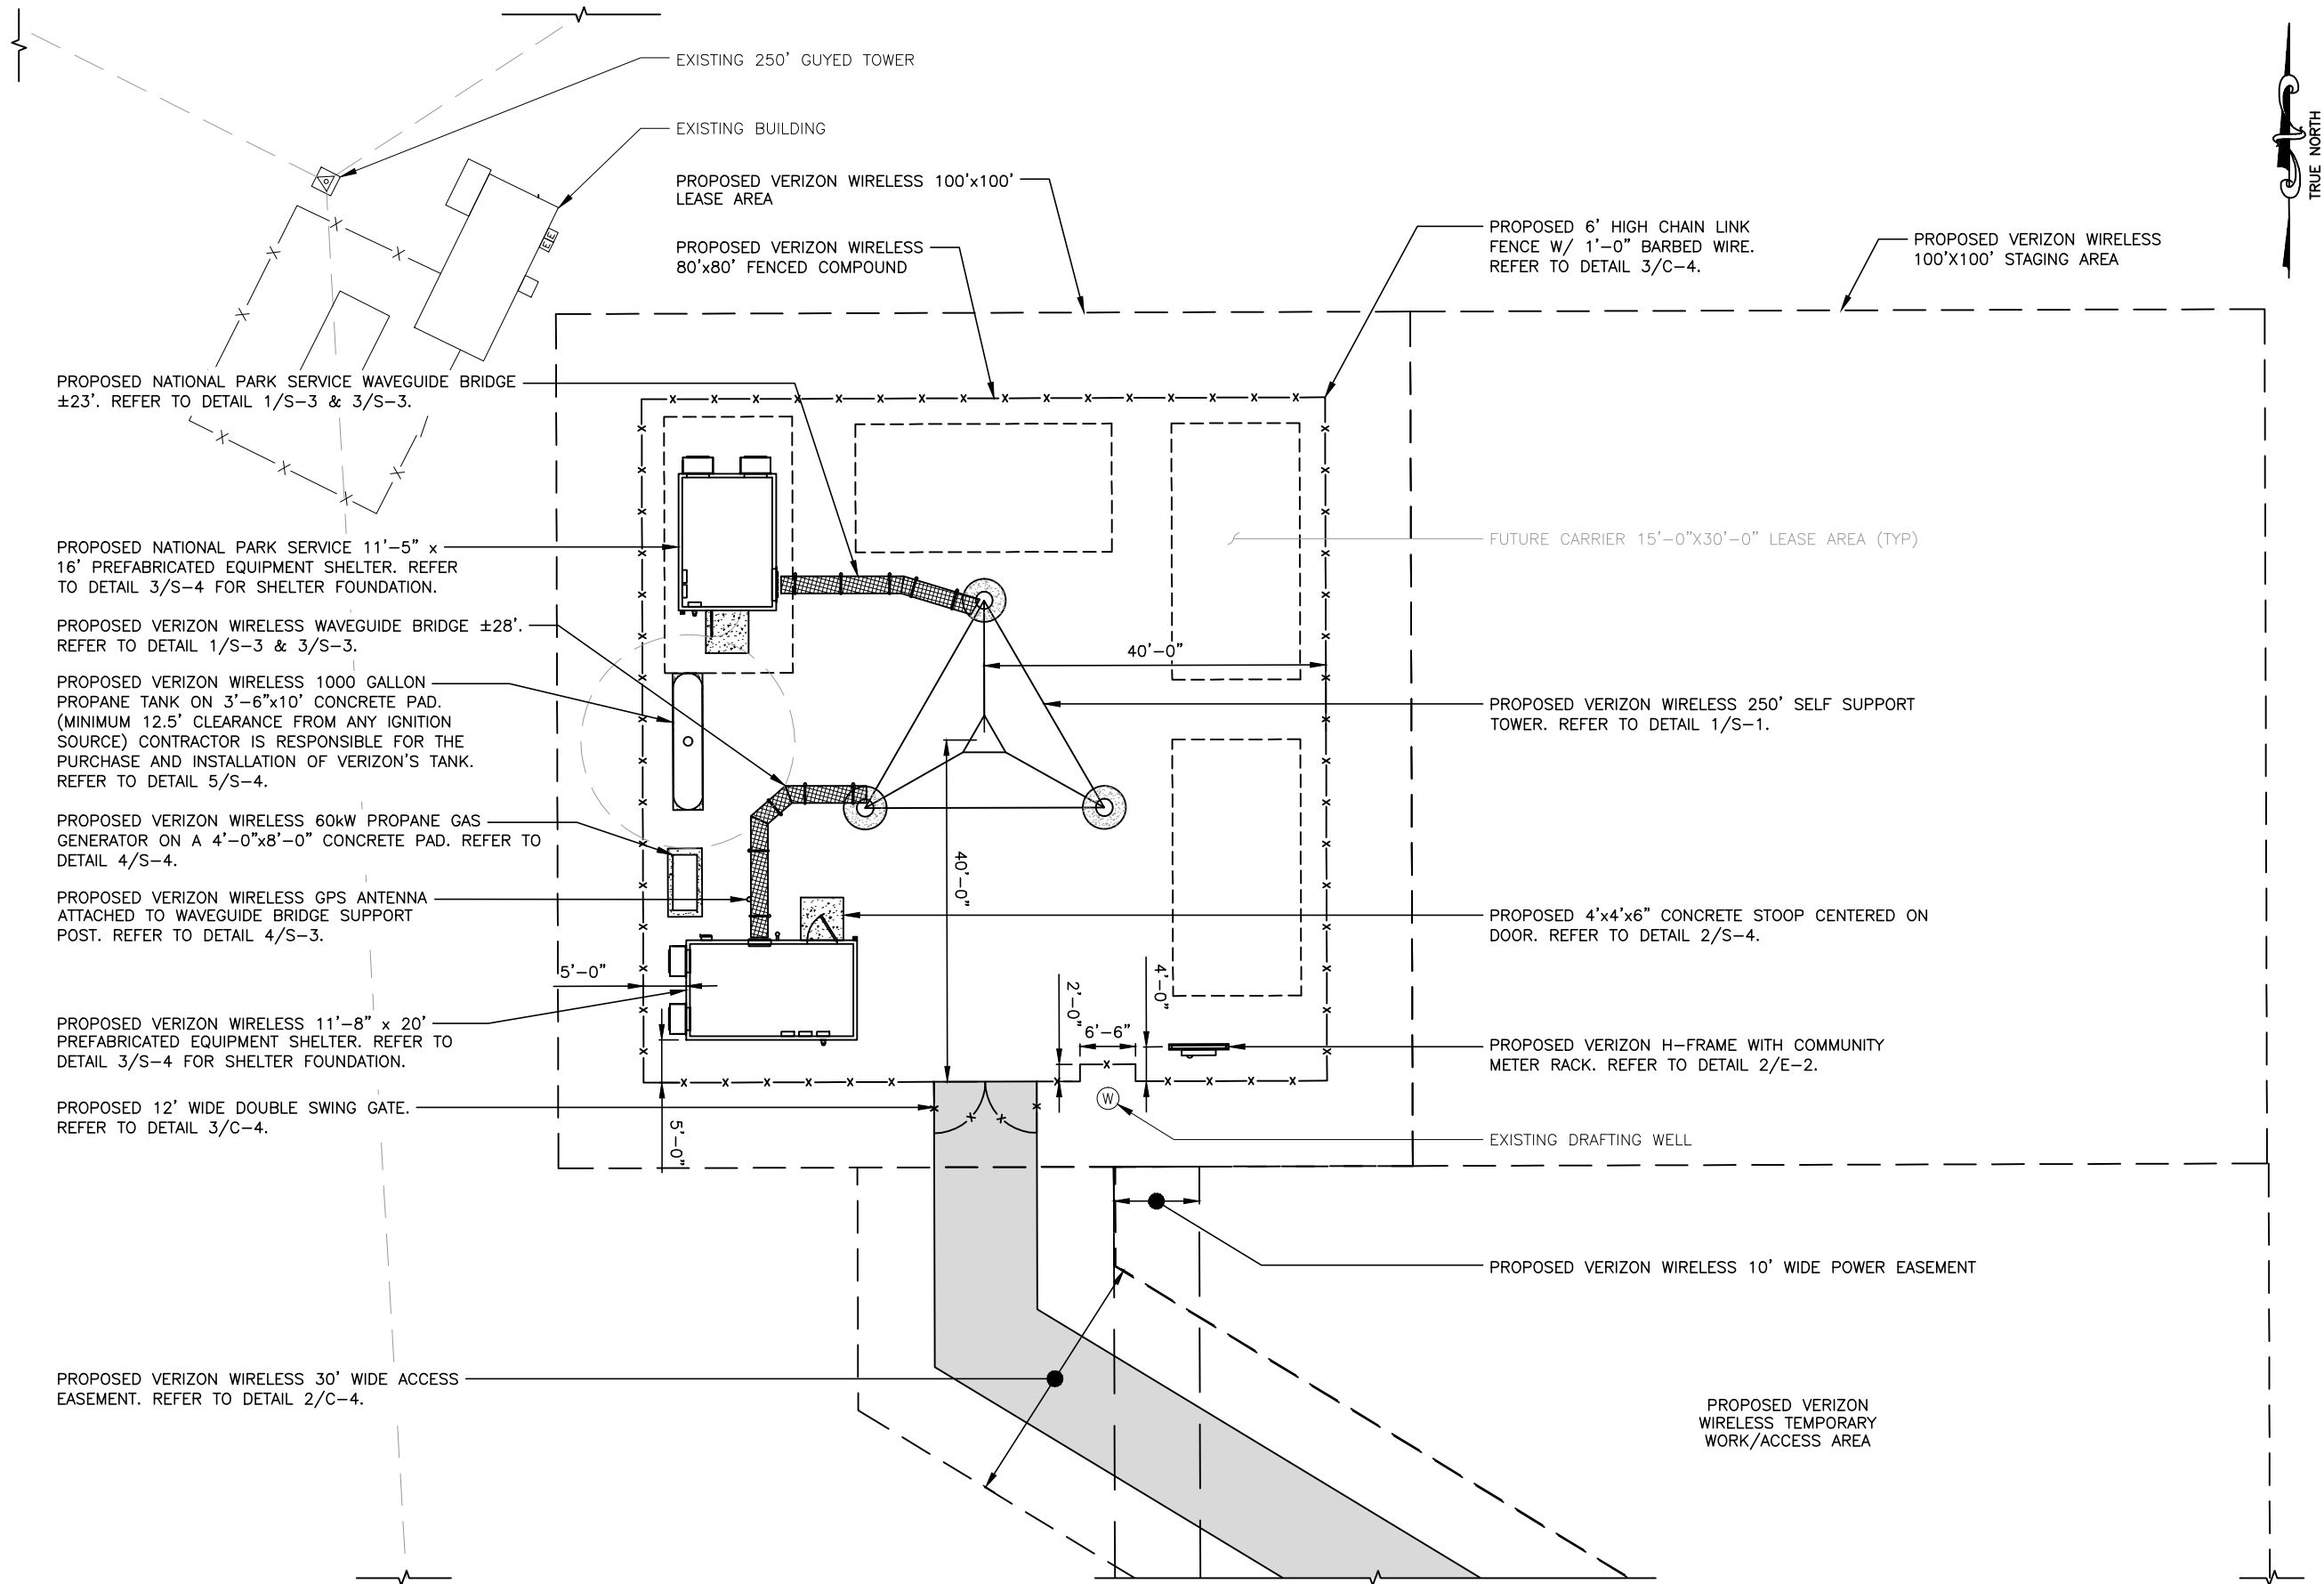 EXISTING 250' GUYED TOWER
EXISTING BUILDING
PROPOSED VERIZON WIRELESS 100'x100'
LEASE AREA
PROPOSED VERIZON WIRELESS
80'x80' FENCED COMPOUND
PROPOSED 6' HIGH CHAIN LINK
FENCE W/ 1'-0" BARBED WIRE.
REFER TO DETAIL 3/C-4.
PROPOSED VERIZON WIRELESS
100'X100' STAGING AREA
TRUE NORTH
PROPOSED NATIONAL PARK SERVICE WAVEGUIDE BRIDGE
±23'. REFER TO DETAIL 1/S-3 & 3/S-3.
PROPOSED NATIONAL PARK SERVICE 11'-5" x
16' PREFABRICATED EQUIPMENT SHELTER. REFER
TO DETAIL 3/S-4 FOR SHELTER FOUNDATION.
PROPOSED VERIZON WIRELESS WAVEGUIDE BRIDGE ±28'.
REFER TO DETAIL 1/S-3 & 3/S-3.
PROPOSED VERIZON WIRELESS 1000 GALLON
PROPANE TANK ON 3'-6"x10' CONCRETE PAD.
(MINIMUM 12.5' CLEARANCE FROM ANY IGNITION
SOURCE) CONTRACTOR IS RESPONSIBLE FOR THE
PURCHASE AND INSTALLATION OF VERIZON'S TANK.
REFER TO DETAIL 5/S-4.
PROPOSED VERIZON WIRELESS 60kW PROPANE GAS
GENERATOR ON A 4'-0"x8'-0" CONCRETE PAD. REFER TO
DETAIL 4/S-4.
PROPOSED VERIZON WIRELESS GPS ANTENNA
ATTACHED TO WAVEGUIDE BRIDGE SUPPORT
POST. REFER TO DETAIL 4/S-3.
PROPOSED VERIZON WIRELESS 11'-8" x 20'
PREFABRICATED EQUIPMENT SHELTER. REFER TO
DETAIL 3/S-4 FOR SHELTER FOUNDATION.
PROPOSED 12' WIDE DOUBLE SWING GATE.
REFER TO DETAIL 3/C-4.
PROPOSED VERIZON WIRELESS 30' WIDE ACCESS
EASEMENT. REFER TO DETAIL 2/C-4.
E
E
40'-0"
40'-0"
5'-0"
5'-0"
2'-0"
6'-6"
4'-0"
W
FUTURE CARRIER 15'-0"X30'-0" LEASE AREA (TYP)
PROPOSED VERIZON WIRELESS 250' SELF SUPPORT
TOWER. REFER TO DETAIL 1/S-1.
PROPOSED 4'x4'x6" CONCRETE STOOP CENTERED ON
DOOR. REFER TO DETAIL 2/S-4.
PROPOSED VERIZON H-FRAME WITH COMMUNITY
METER RACK. REFER TO DETAIL 2/E-2.
EXISTING DRAFTING WELL
PROPOSED VERIZON WIRELESS 10' WIDE POWER EASEMENT
PROPOSED VERIZON
WIRELESS TEMPORARY
WORK/ACCESS AREA